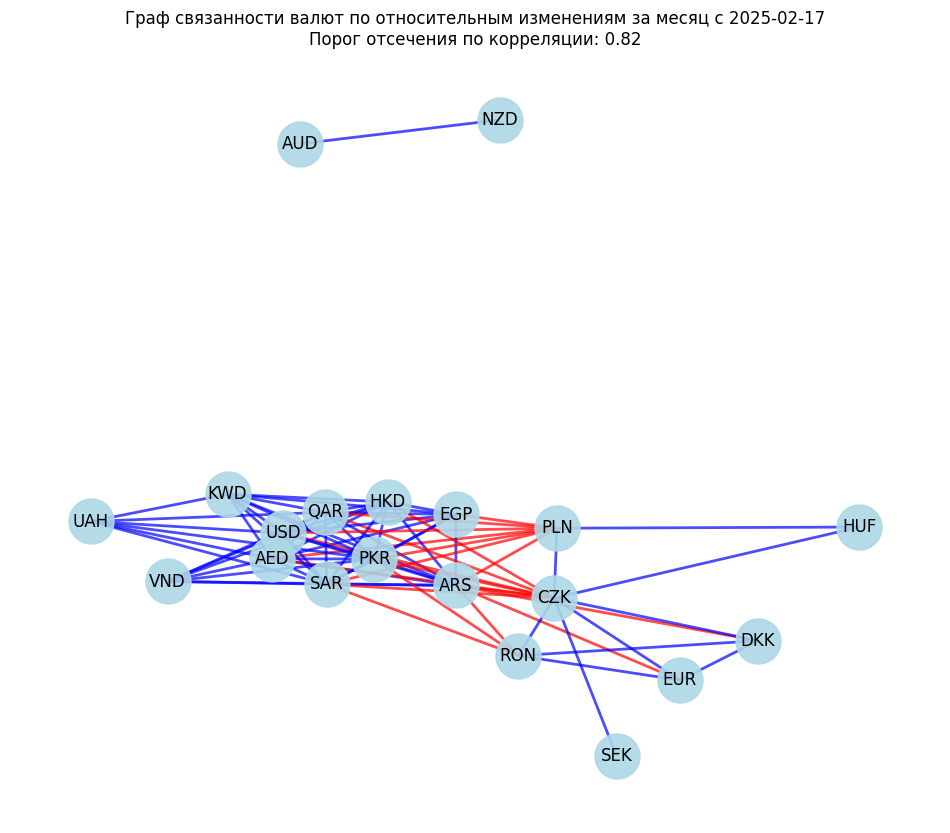 Граф связанности валют по относительным изменениям за месяц с 2025-02-17
Порог отсечения по корреляции: 0.82
NZD
AUD
KWD
HKD
QAR
EGP
UAH
PLN
HUF
USD
AED
PKR
VND
SAR
ARS
CZK
DKK
RON
EUR
SEK